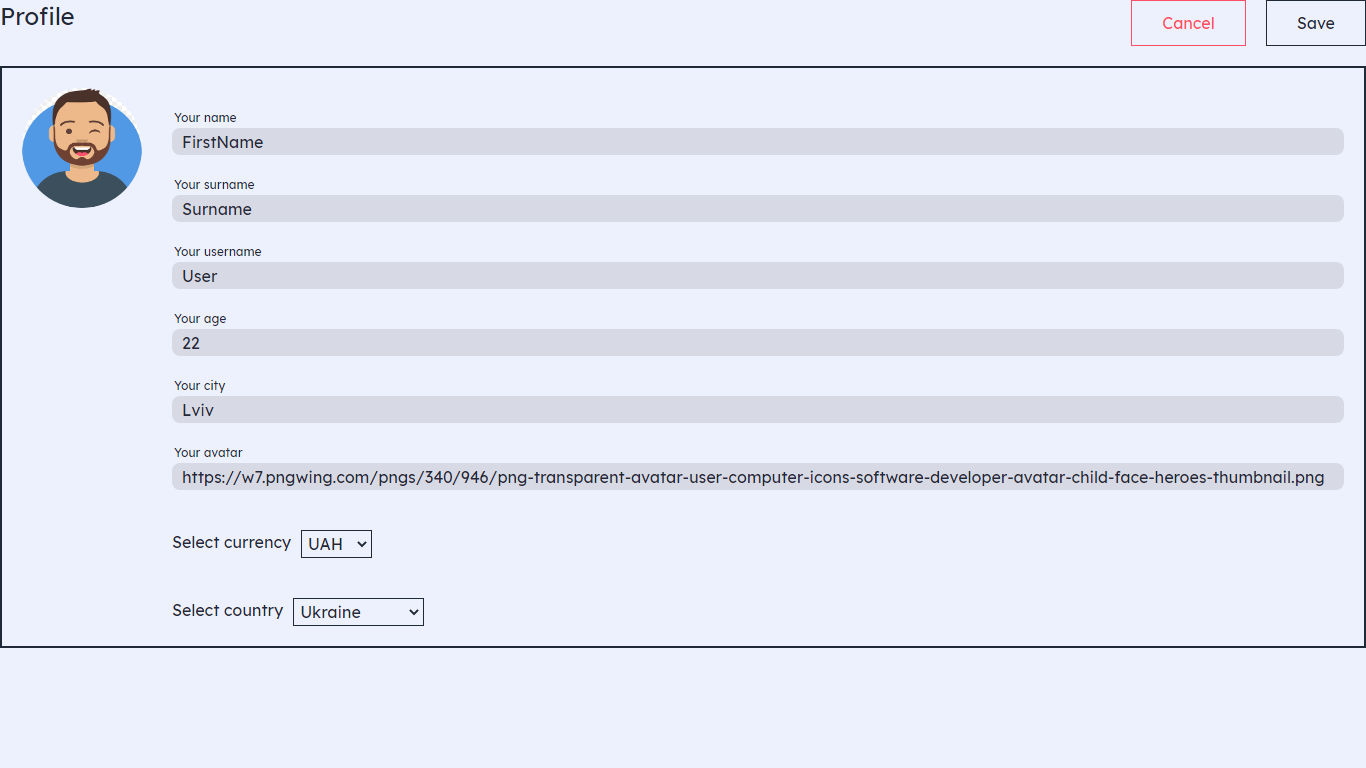 Profile
Cancel
Save
Your name
FirstName
Your surname
Surname
Your username
User
Your age
22
Your city
Lviv
Your avatar
https://w7.pngwing.com/pngs/340/946/png-transparent-avatar-user-computer-icons-software-developer-avatar-child-face-heroes-thumbnail.png
Select currency UAH
Select country Ukraine